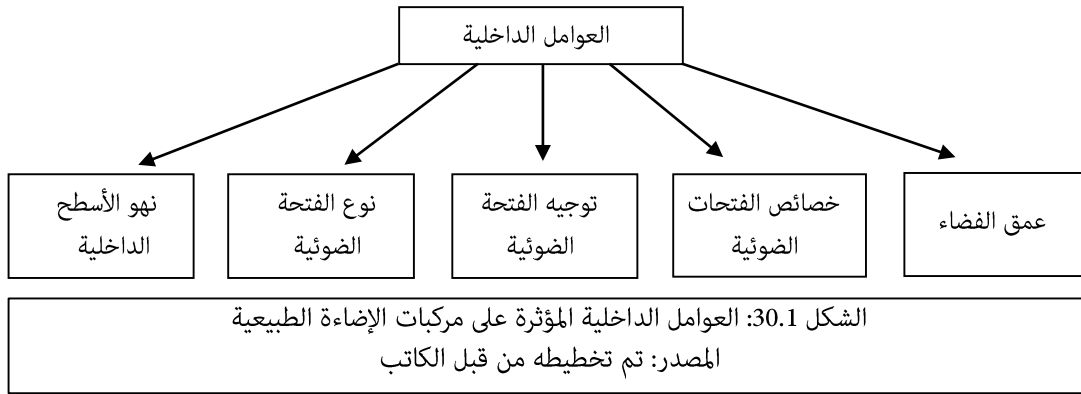 العوامل الداخلية
عمق الفضاء
خصائص الفتحات
الضوئية
توجيه الفتحة
الضوئية
نوع الفتحة
الضوئية
نهو الأسطح
الداخلية
الشكل 30.1: العوامل الداخلية المؤثرة على مركبات الإضاءة الطبيعية
المصدر: تم تخطيطه من قبل الكاتب